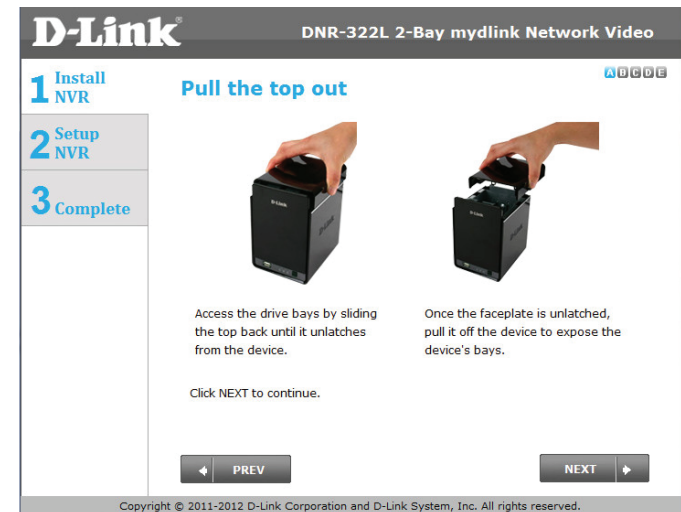 D-Link
DNR-322L 2-Bay mydlink Network Video
1 Install
NVR
2 Setup
NVR
3 Complete
A B C D E
Pull the top out
D-Link
D-Link
Access the drive bays by sliding
the top back until it unlatches
from the device.
Once the faceplate is unlatched,
pull it off the device to expose the
device's bays.
Click NEXT to continue.
PREV
NEXT
Copyright © 2011-2012 D-Link Corporation and D-Link System, Inc. All rights reserved.